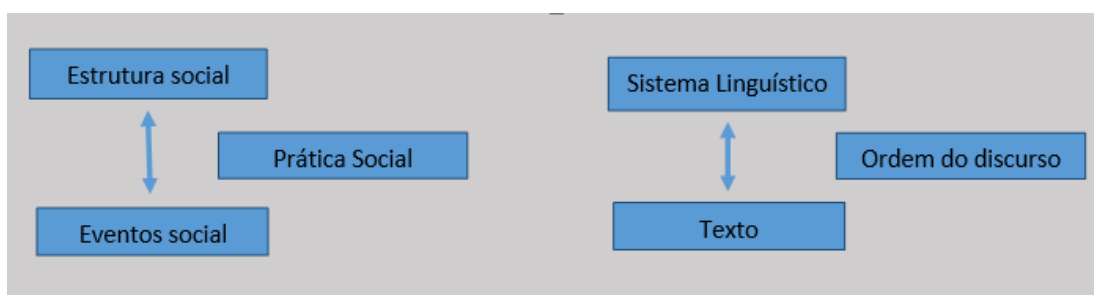 Estrutura social
Prática Social
Eventos social
Sistema Linguístico
Ordem do discurso
Texto